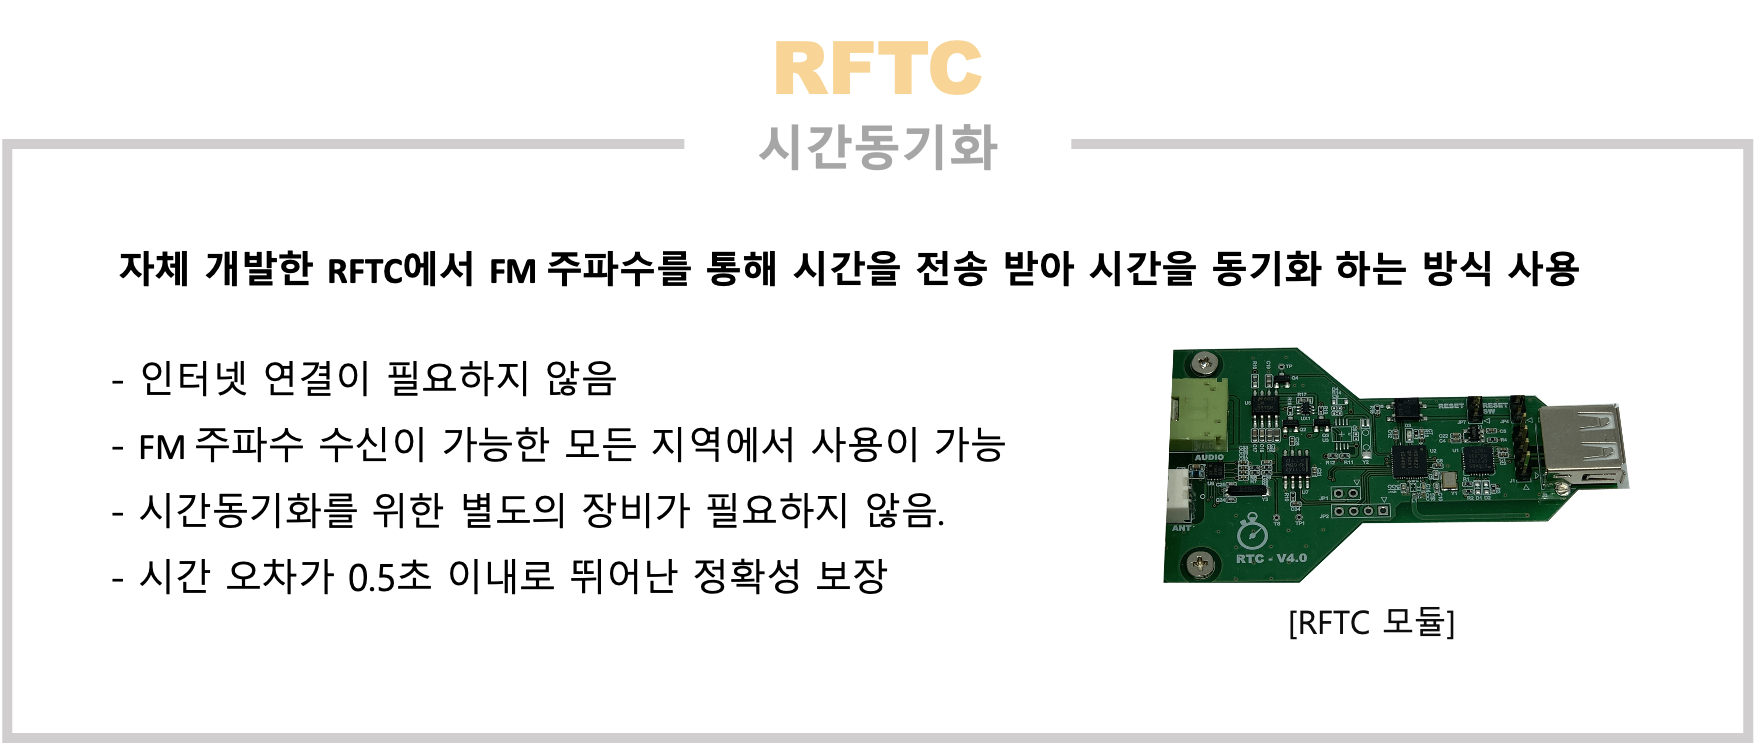 RFTC
시간동기화
자체 개발한 RFTC에서 FM 주파수를 통해 시간을 전송 받아 시간을 동기화 하는 방식 사용
- 인터넷 연결이 필요하지 않음
- FM 주파수 수신이 가능한 모든 지역에서 사용이 가능
- 시간동기화를 위한 별도의 장비가 필요하지 않음.
- 시간 오차가 0.5초 이내로 뛰어난 정확성 보장
RESET
RESET
SW
AUDIO
ANT
JP1
JP2
TP1
RTC - V4.0
[RFTC 모듈]